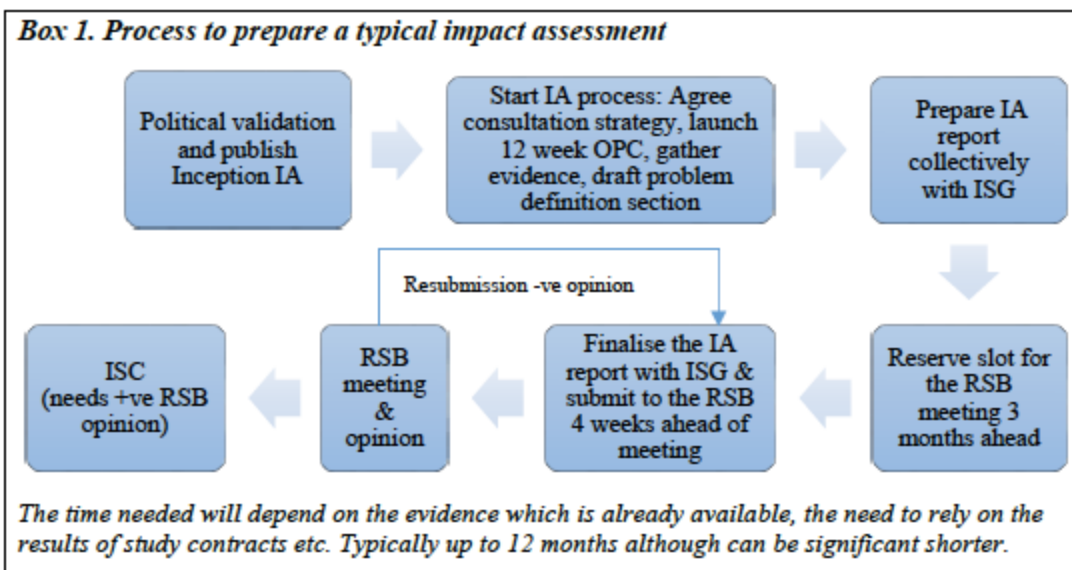 Box 1. Process to prepare a typical impact assessment
Political validation
and publish
Inception IA
Start IA process: Agree
consultation strategy, launch
12 week OPC, gather
evidence, draft problem
definition section
Prepare IA
report
collectively
with ISG
Resubmission -ve opinion
Reserve slot for
the RSB
meeting 3
months ahead
Finalise the IA
report with ISG &
submit to the RSB
4 weeks ahead of
meeting
RSB
meeting
&
opinion
ISC
(needs +ve RSB
opinion)
The time needed will depend on the evidence which is already available, the need to rely on the
results of study contracts etc. Typically up to 12 months although can be significant shorter.